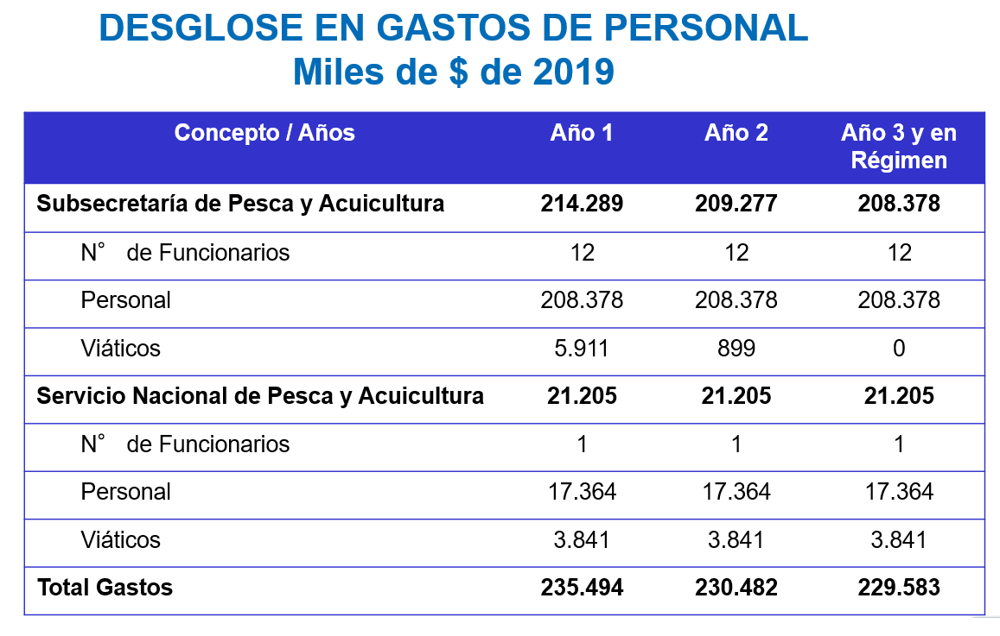 DESGLOSE EN GASTOS DE PERSONAL
Miles de $ de 2019
Concepto / Años Año 1 Año 2 Año 3 y en
Régimen
Subsecretaría de Pesca y Acuicultura 214.289 209.277 208.378
N° de Funcionarios 12 12 12
Personal 208.378 208.378 208.378
Viáticos 5.911 899 0
Servicio Nacional de Pesca y Acuicultura 21.205 21.205 21.205
N° de Funcionarios 1 1 1
Personal 17.364 17.364 17.364
Viáticos 3.841 3.841 3.841
Total Gastos 235.494 230.482 229.583